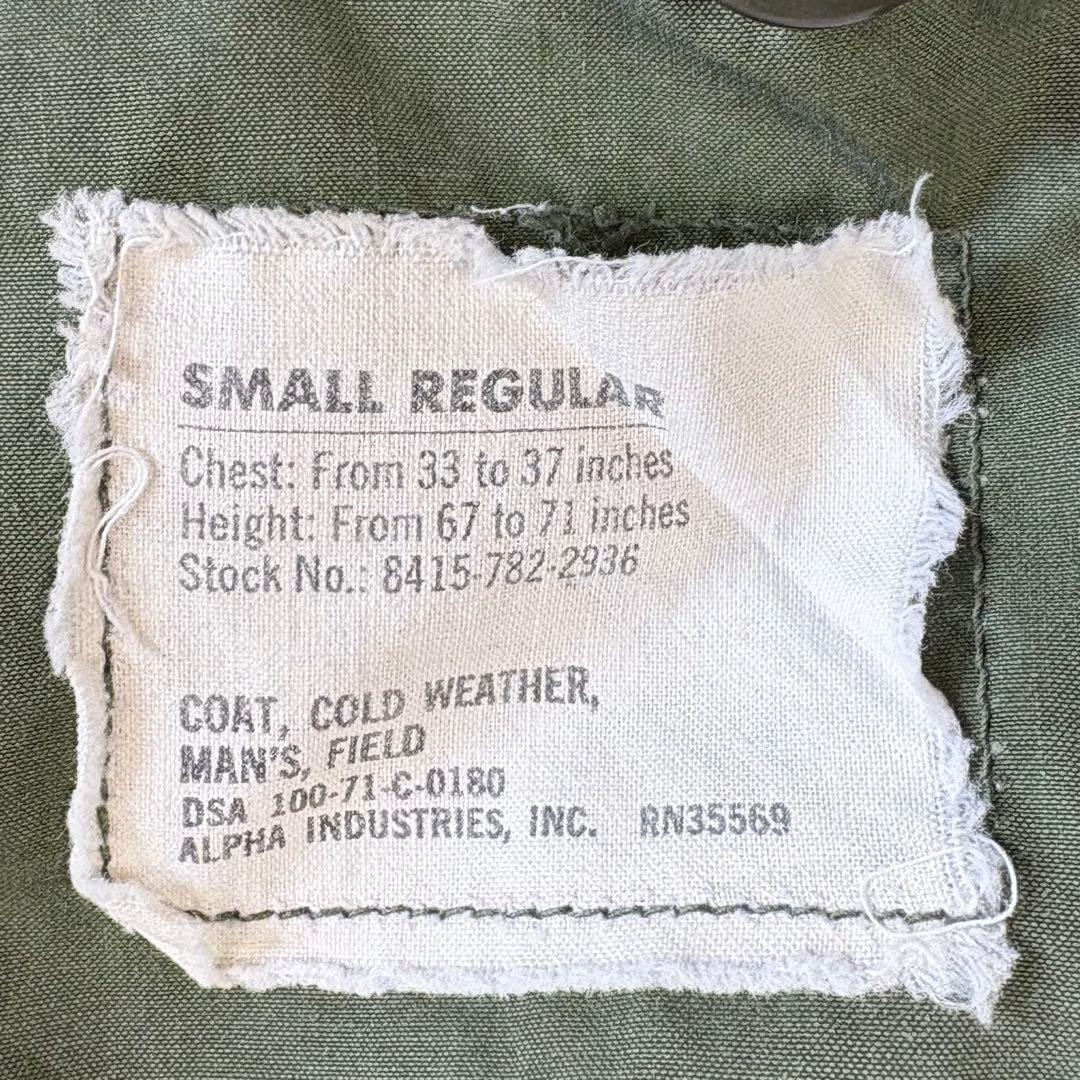 SMALL REGULAR
Chest: From 33 to 37 inches
Height: From 67 to 71 inches
Stock No.: 8415-782-2936
COAT, COLD WEATHER,
MAN'S, FIELD
DSA 100-71-C-0180
ALPHA INDUSTRIES, INC. RN35569